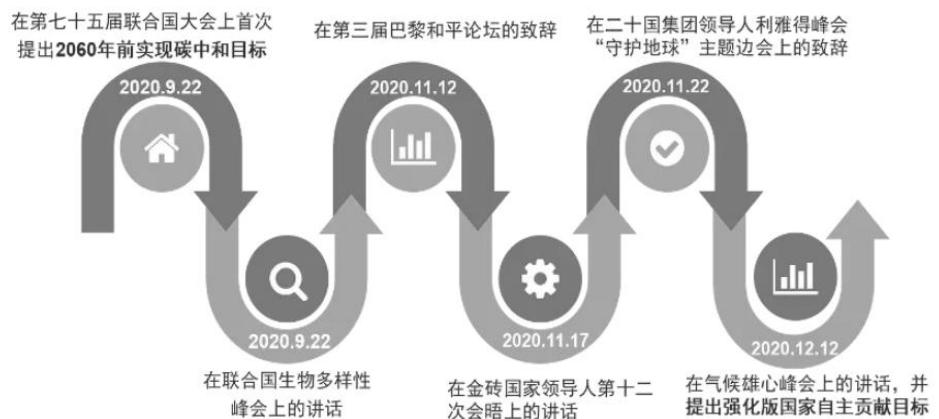 在第七十五届联合国大会上首次
提出2060年前实现碳中和目标
2020.9.22
2020.9.22
在联合国生物多样性
峰会上的讲话
在第三届巴黎和平论坛的致辞
2020.11.12
2020.11.17
在金砖国家领导人第十二
次会晤上的讲话
在二十国集团领导人利雅得峰会
“守护地球”主题边会上的致辞
2020.11.22
2020.12.12
在气候雄心峰会上的讲话，并
提出强化版国家自主贡献目标